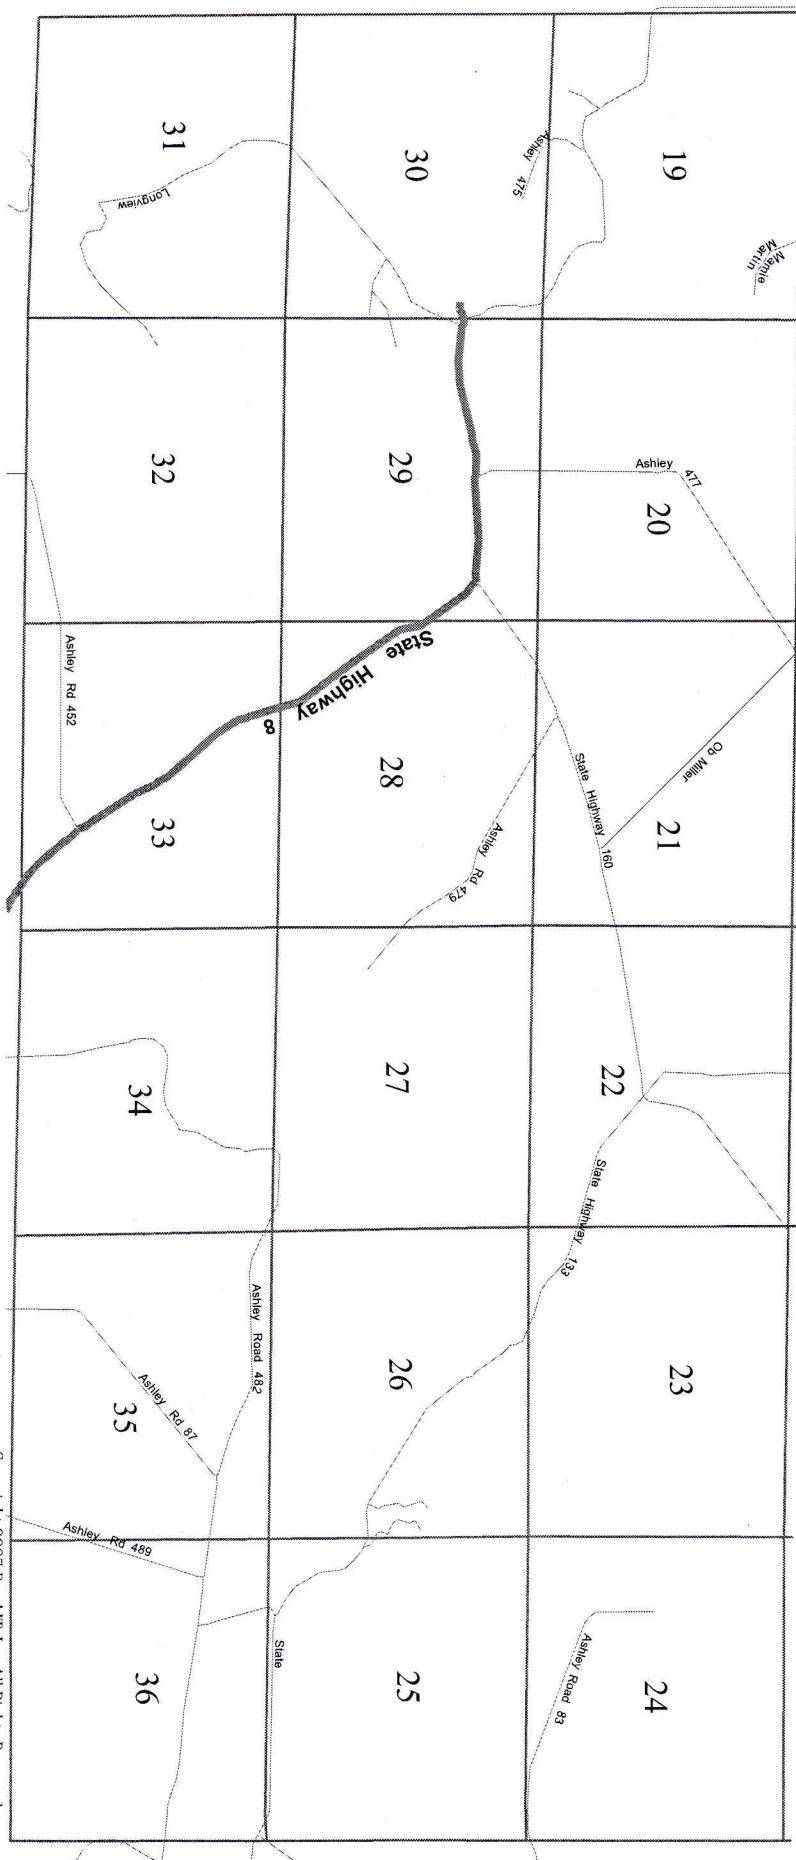 31
30
19
Longview
Ashley 475
Mamie
Martin
32
29
20
Ashley 477
Ashley Rd 452
State Highway 8
33
28
21
Ob Miller
State Highway 160
Ashley Rd 479
34
27
22
State Highway 133
35
26
23
Ashley Road 482
Ashley Rd 87
Ashley Rd 489
36
25
24
State
Ashley Road 83